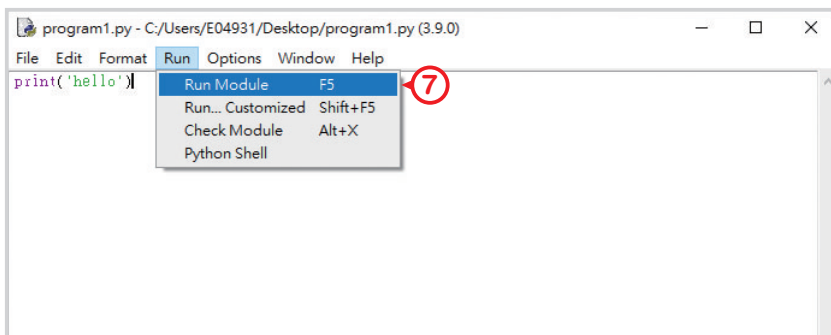 program1.py - C:/Users/E04931/Desktop/program1.py (3.9.0)
File Edit Format Run Options Window Help
print('hello')
Run Module F5
7
Run... Customized Shift+F5
Check Module Alt+X
Python Shell